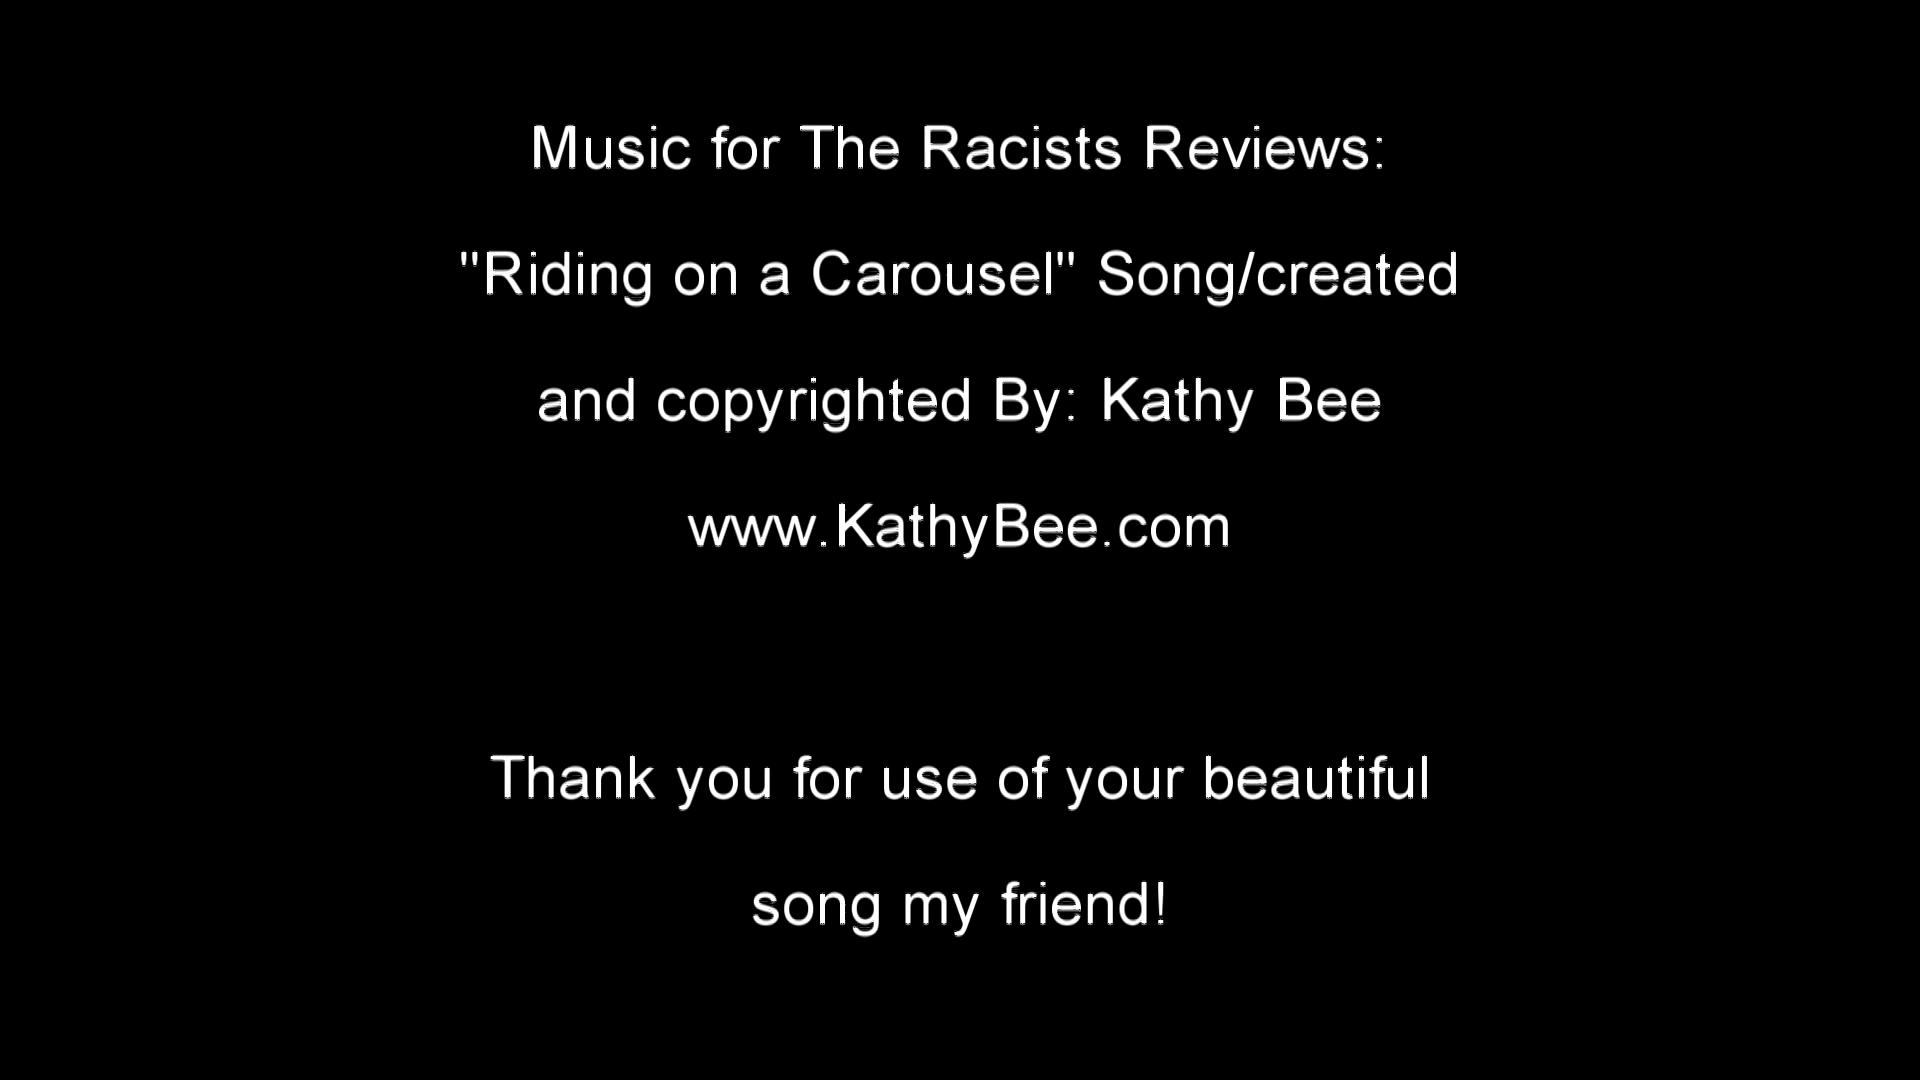 Music for The Racists Reviews:
"Riding on a Carousel" Song/created
and copyrighted By: Kathy Bee
www.KathyBee.com
Thank you for use of your beautiful
song my friend!